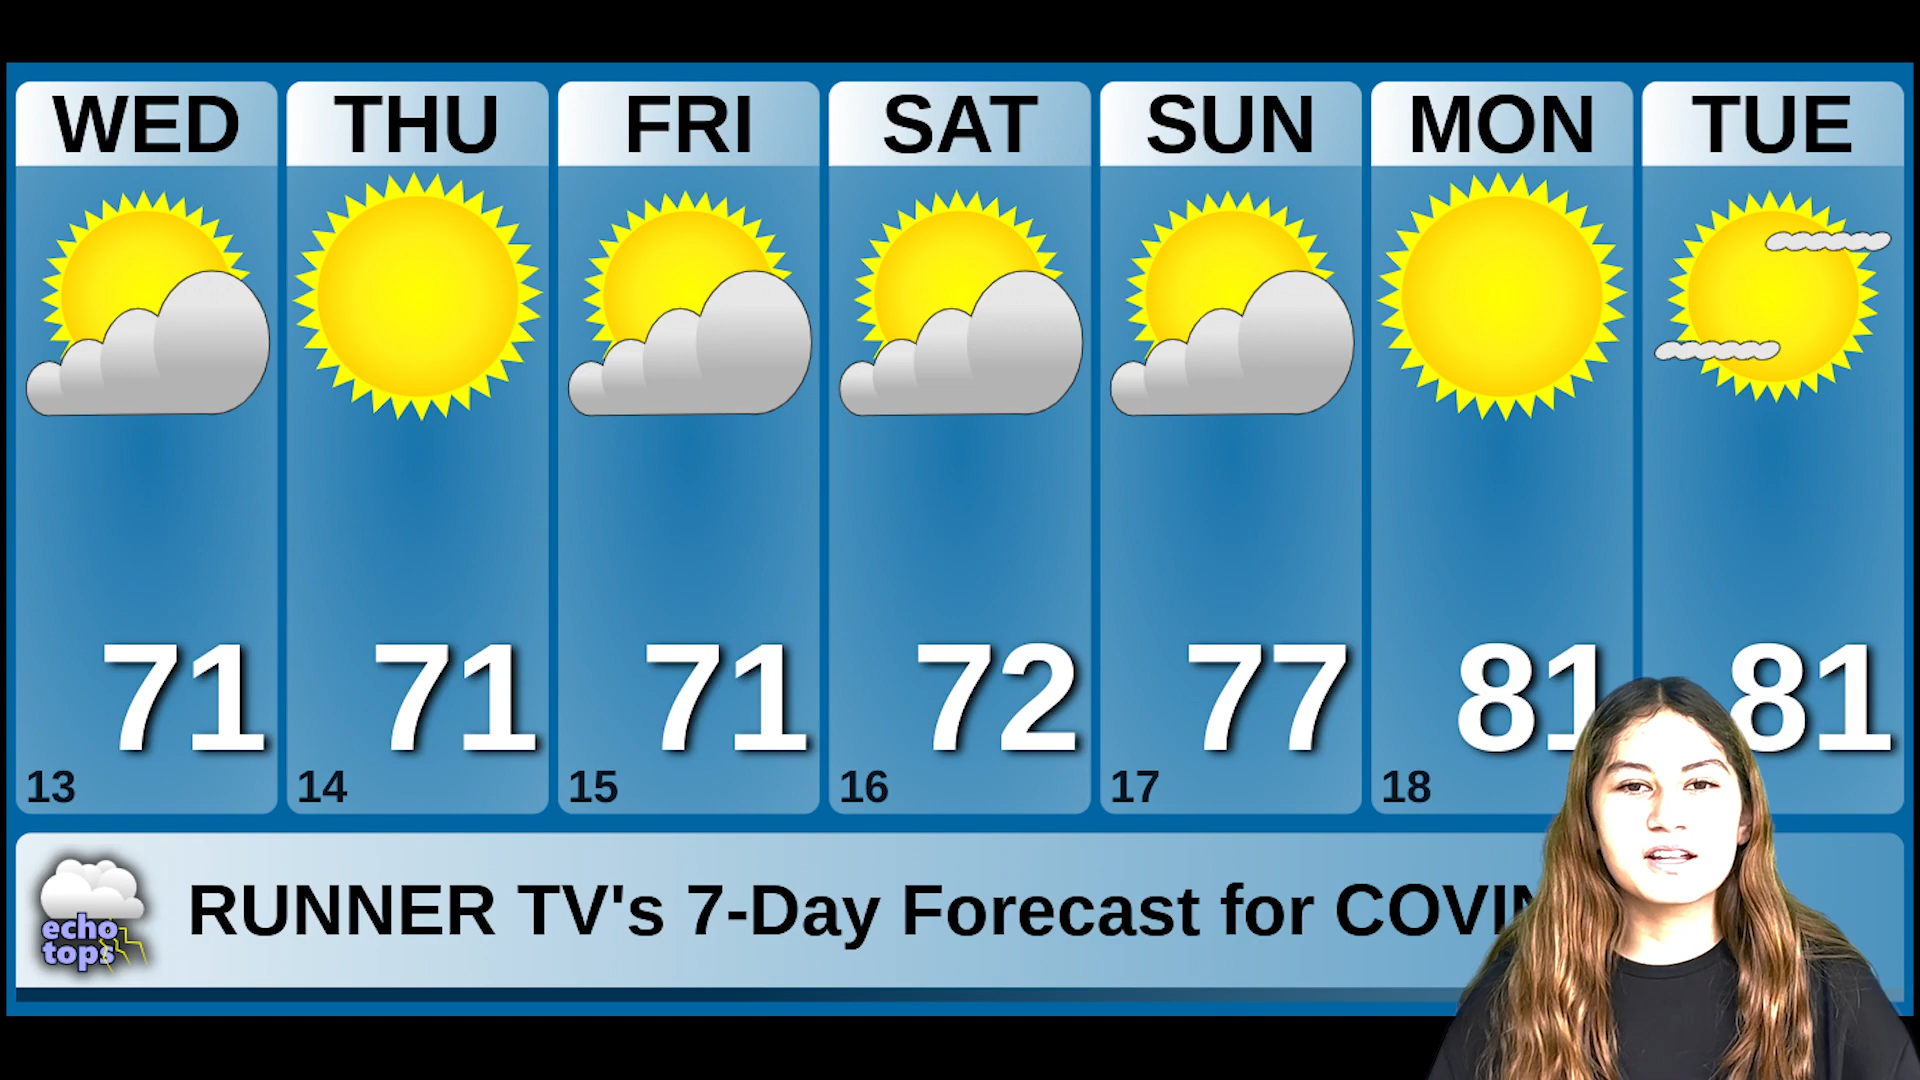 WED THU FRI SAT SUN MON TUE
71 71 71 72 77 81 81
13 14 15 16 17 18
echo
tops
RUNNER TV's 7-Day Forecast for